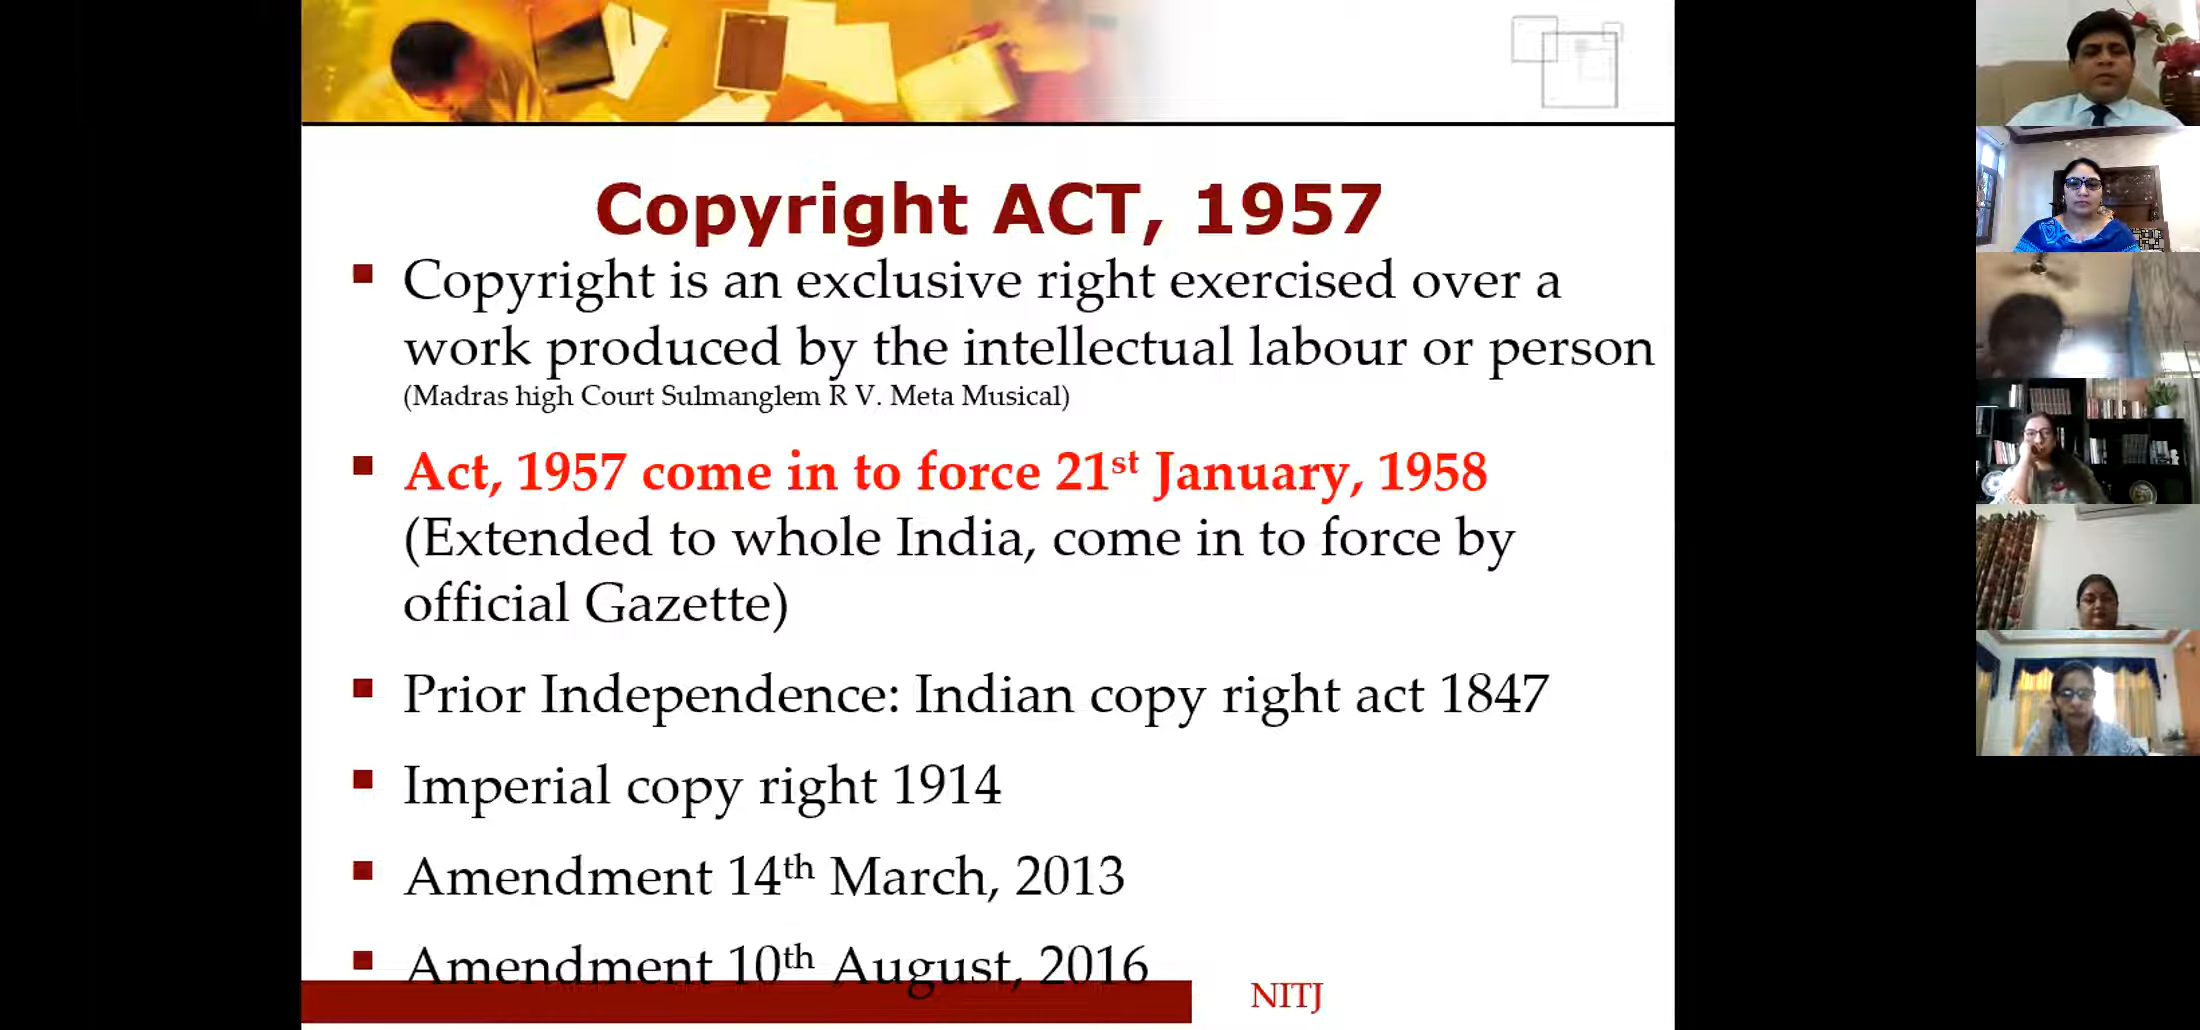 Copyright ACT, 1957
Copyright is an exclusive right exercised over a
work produced by the intellectual labour or person
(Madras high Court Sulmanglem R V. Meta Musical)
Act, 1957 come in to force 21st January, 1958
(Extended to whole India, come in to force by
official Gazette)
Prior Independence: Indian copy right act 1847
Imperial copy right 1914
Amendment 14th March, 2013
Amendment 10th August, 2016
NITJ